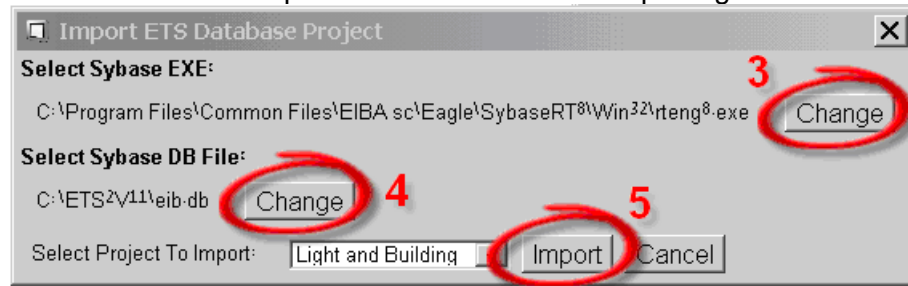 Import ETS Database Project
Select Sybase EXE:
3
C:\Program Files\Common Files\EIBA sc\Eagle\SybaseRT8\Win32\rteng8.exe Change
Select Sybase DB File:
C:\ETS2V11\eib.db Change 4
5
Select Project To Import: Light and Building Import Cancel